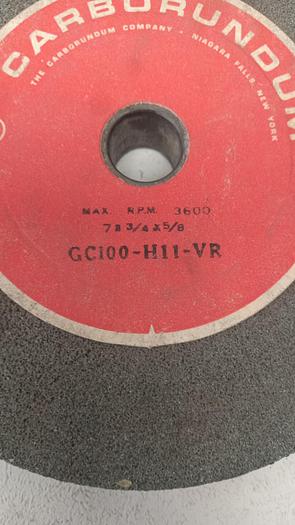 CARBORUNDUM
THE CARBORUNDUM COMPANY · NIAGARA FALLS, NEW YORK
MAX. R.P.M. 3600
7 X 3/4 X 5/8
GC100-H11-VR